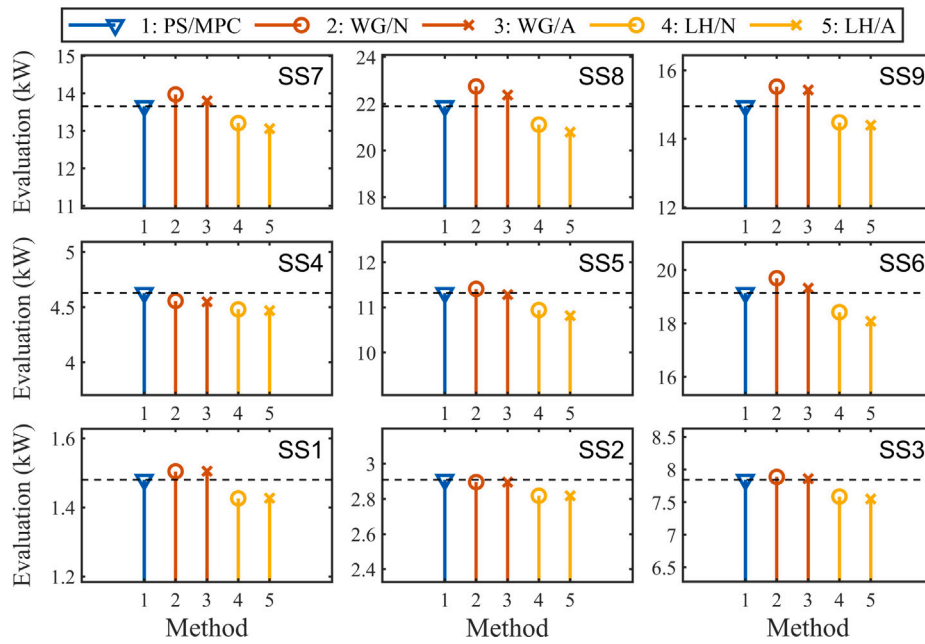 1: PS/MPC 2: WG/N 3: WG/A 4: LH/N 5: LH/A
Evaluation (kW)
15
14
13
12
11
SS7
1 2 3 4 5
24
22
20
18
SS8
1 2 3 4 5
16
14
12
SS9
1 2 3 4 5
Evaluation (kW)
5
4.5
4
SS4
1 2 3 4 5
12
11
10
SS5
1 2 3 4 5
20
18
16
SS6
1 2 3 4 5
Evaluation (kW)
1.6
1.4
1.2
SS1
1 2 3 4 5
Method
3
2.8
2.6
2.4
SS2
1 2 3 4 5
Method
8.5
8
7.5
7
6.5
SS3
1 2 3 4 5
Method